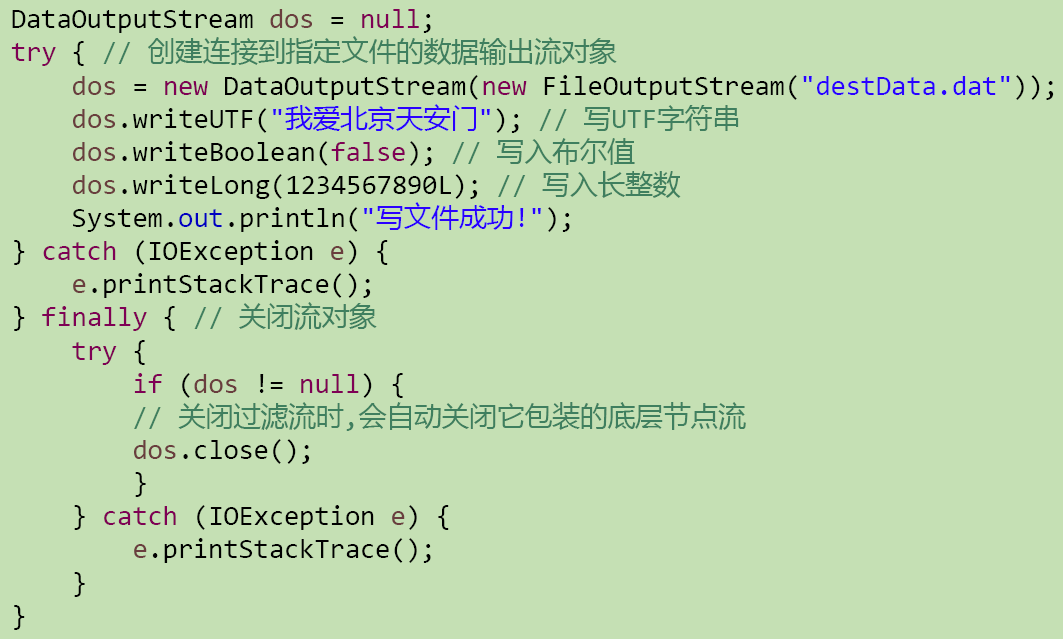 DataOutputStream dos = null;
try { // 创建连接到指定文件的数据输出流对象
    dos = new DataOutputStream(new FileOutputStream("destData.dat"));
    dos.writeUTF("我爱北京天安门"); // 写UTF字符串
    dos.writeBoolean(false); // 写入布尔值
    dos.writeLong(1234567890L); // 写入长整数
    System.out.println("写文件成功!");
} catch (IOException e) {
    e.printStackTrace();
} finally { // 关闭流对象
    try {
        if (dos != null) {
        // 关闭过滤流时,会自动关闭它包装的底层节点流
        dos.close();
        }
    } catch (IOException e) {
        e.printStackTrace();
    }
}